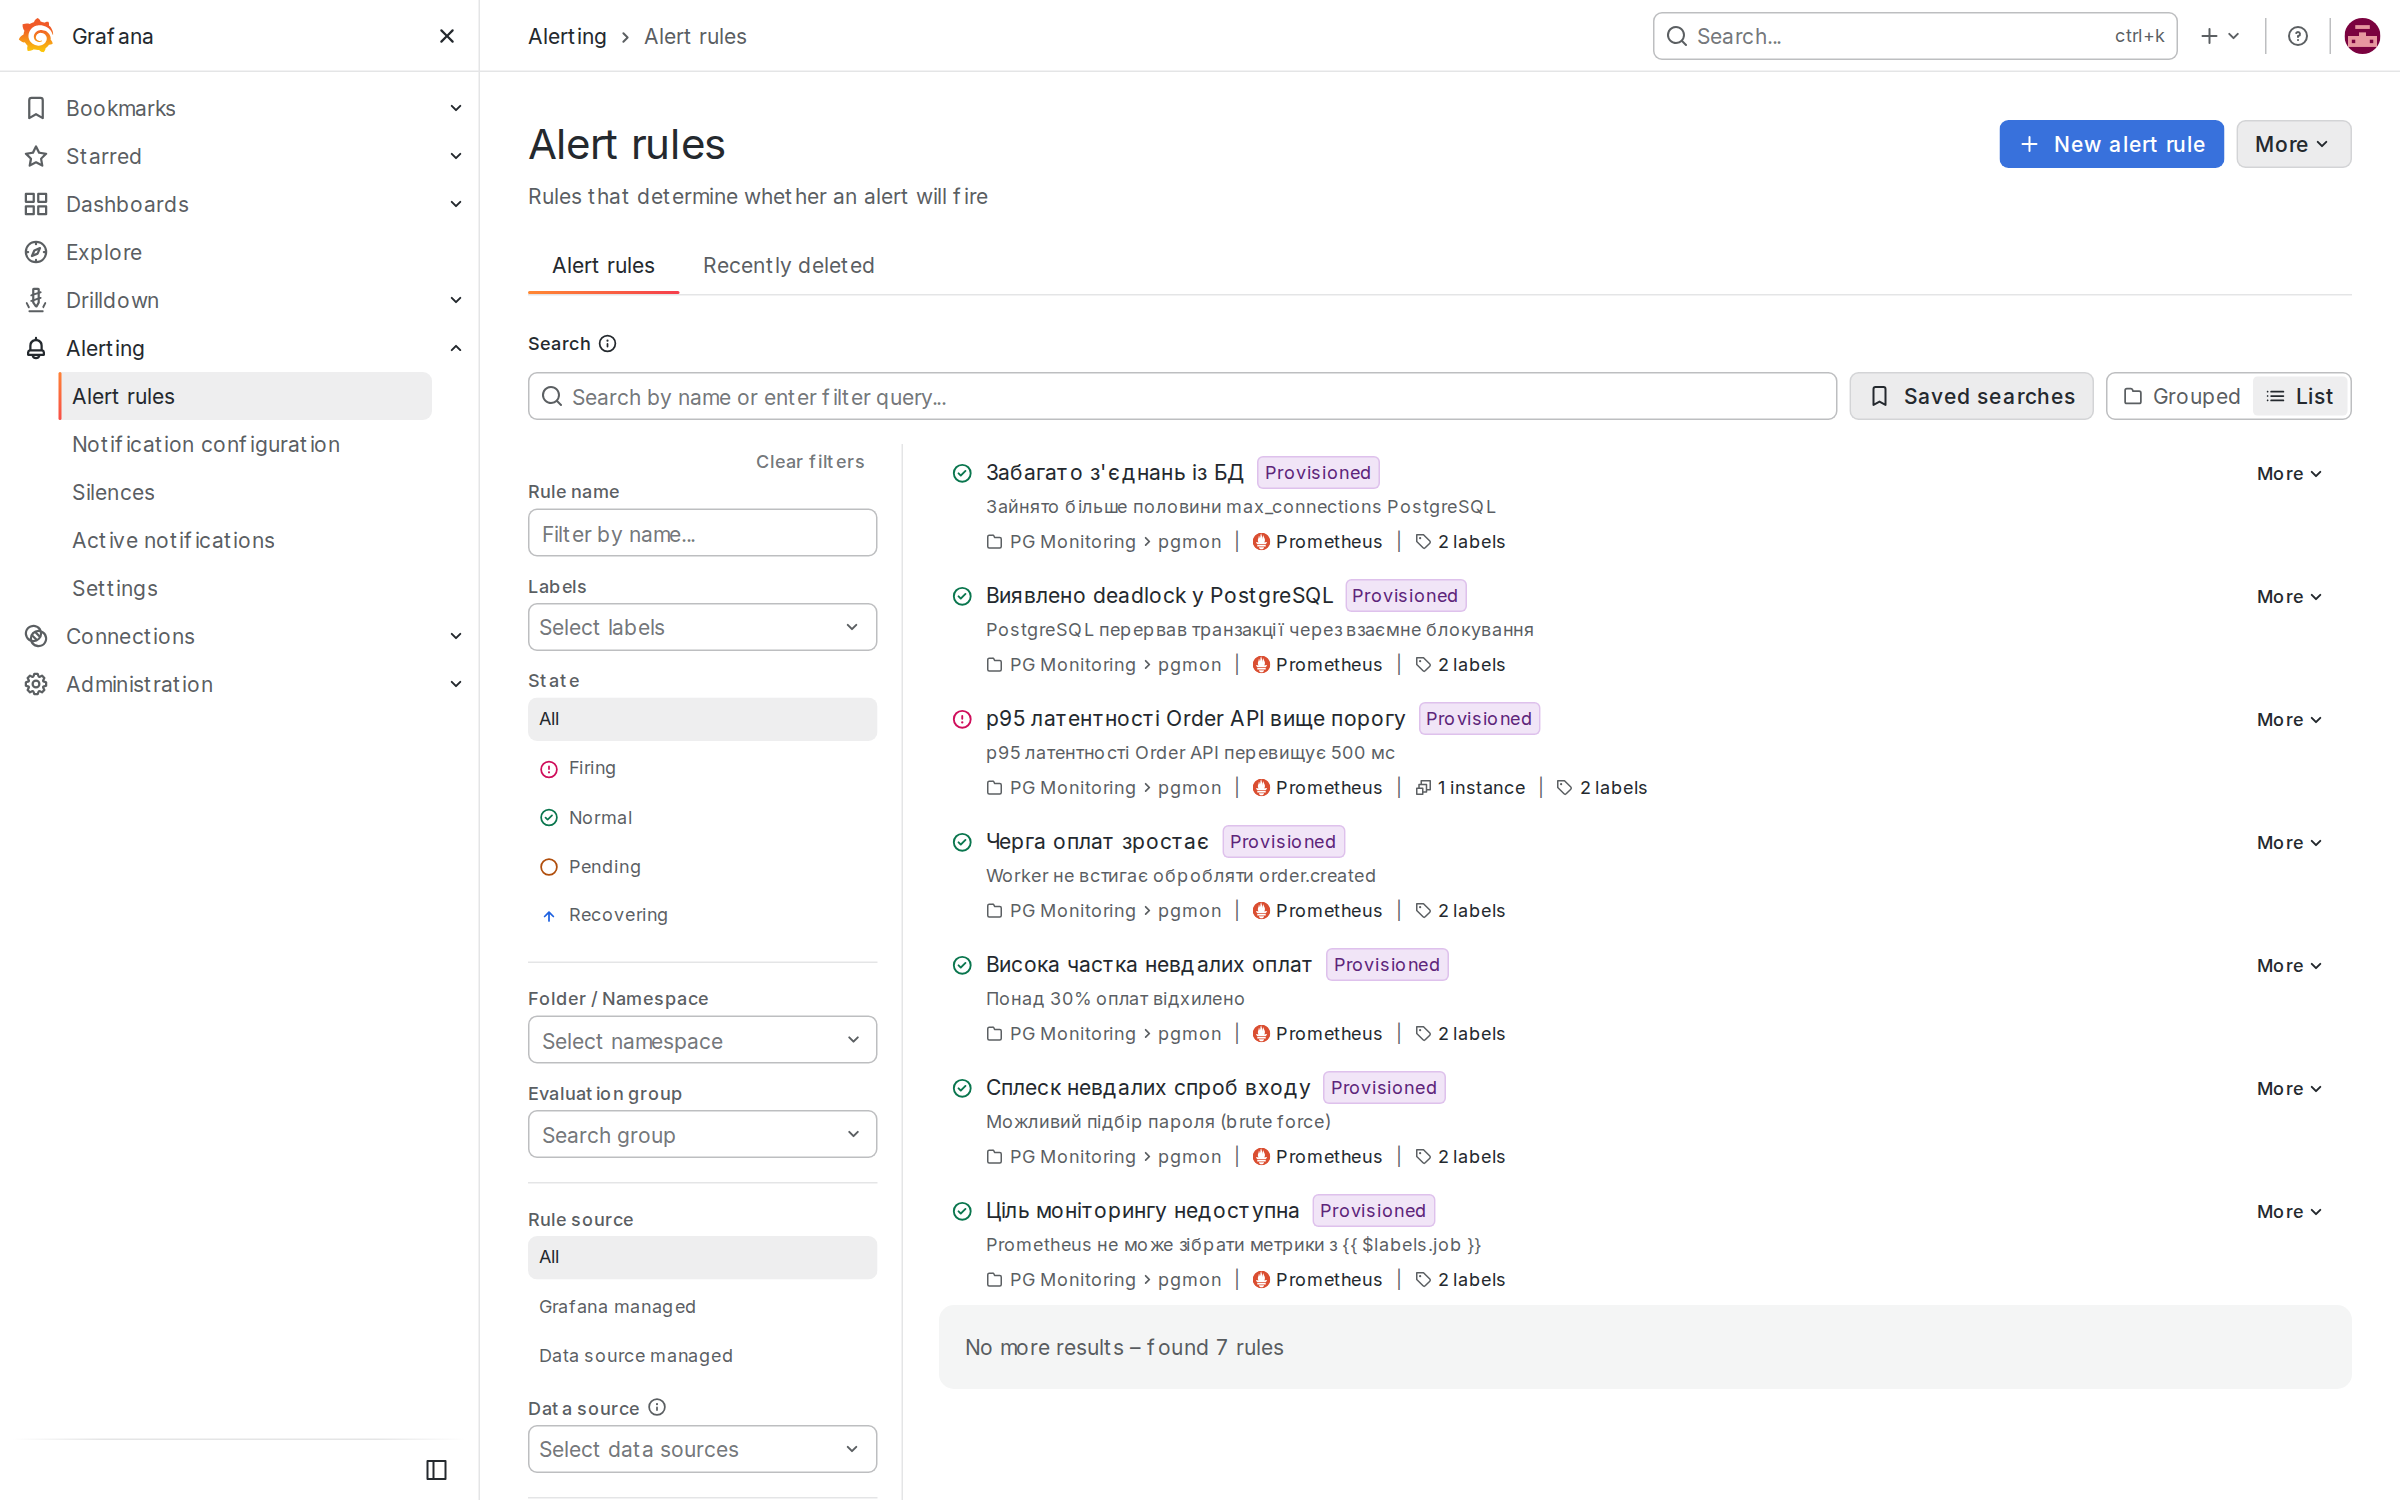 Grafana
Alerting › Alert rules
Search...
ctrl+k
Bookmarks
Starred
Dashboards
Explore
Drilldown
Alerting
Alert rules
Notification configuration
Silences
Active notifications
Settings
Connections
Administration
Alert rules
New alert rule
More
Rules that determine whether an alert will fire
Alert rules
Recently deleted
Search
Search by name or enter filter query...
Saved searches
Grouped
List
Clear filters
Rule name
Filter by name...
Labels
Select labels
State
All
Firing
Normal
Pending
Recovering
Folder / Namespace
Select namespace
Evaluation group
Search group
Rule source
All
Grafana managed
Data source managed
Data source
Select data sources
Забагато з'єднань із БД Provisioned More
Зайнято більше половини max_connections PostgreSQL
PG Monitoring › pgmon | Prometheus | 2 labels
Виявлено deadlock у PostgreSQL Provisioned More
PostgreSQL перервав транзакції через взаємне блокування
PG Monitoring › pgmon | Prometheus | 2 labels
p95 латентності Order API вище порогу Provisioned More
p95 латентності Order API перевищує 500 мс
PG Monitoring › pgmon | Prometheus | 1 instance | 2 labels
Черга оплат зростає Provisioned More
Worker не встигає обробляти order.created
PG Monitoring › pgmon | Prometheus | 2 labels
Висока частка невдалих оплат Provisioned More
Понад 30% оплат відхилено
PG Monitoring › pgmon | Prometheus | 2 labels
Сплеск невдалих спроб входу Provisioned More
Можливий підбір пароля (brute force)
PG Monitoring › pgmon | Prometheus | 2 labels
Ціль моніторингу недоступна Provisioned More
Prometheus не може зібрати метрики з {{ $labels.job }}
PG Monitoring › pgmon | Prometheus | 2 labels
No more results – found 7 rules